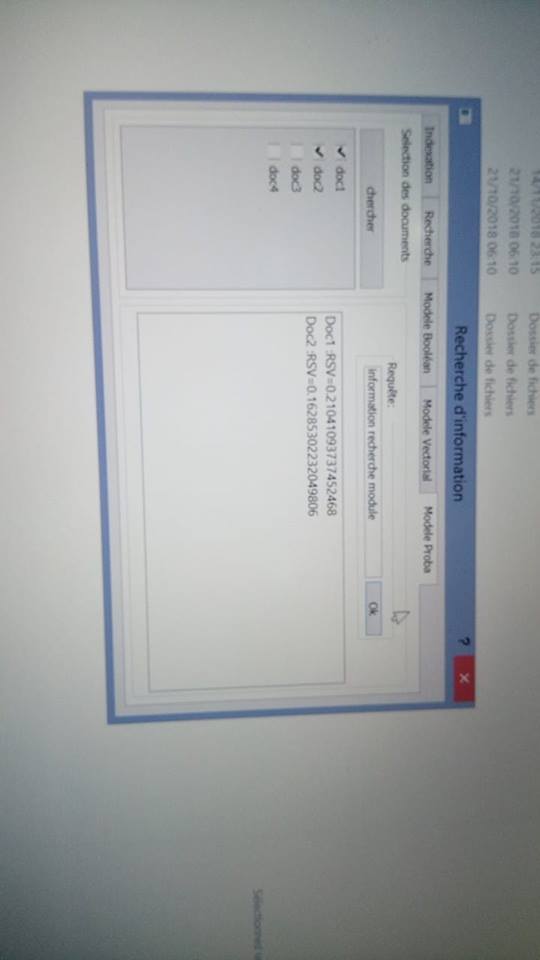 14/11/2018 23:15 Dossier de fichiers
21/10/2018 06:10 Dossier de fichiers
21/10/2018 06:10 Dossier de fichiers
Recherche d'information ?
Indexation Recherche Modele Booléan Modele Vectorial Modele Proba
Selection des documents
Requête:
chercher
information recherche module Ok
doc1
doc2
doc3
doc4
Doc1 :RSV=0.21041093737452468
Doc2 :RSV=0.16285302232049806
Sélectionnez